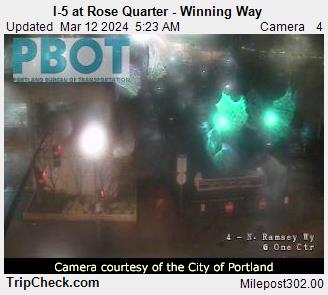 I-5 at Rose Quarter - Winning Way
Updated Mar 12 2024 5:23 AM Camera 4
PBOT
PORTLAND BUREAU OF TRANSPORTATION
4 - N. Ramsey Wy
@ One Ctr
Camera courtesy of the City of Portland
TripCheck.com Milepost302.00